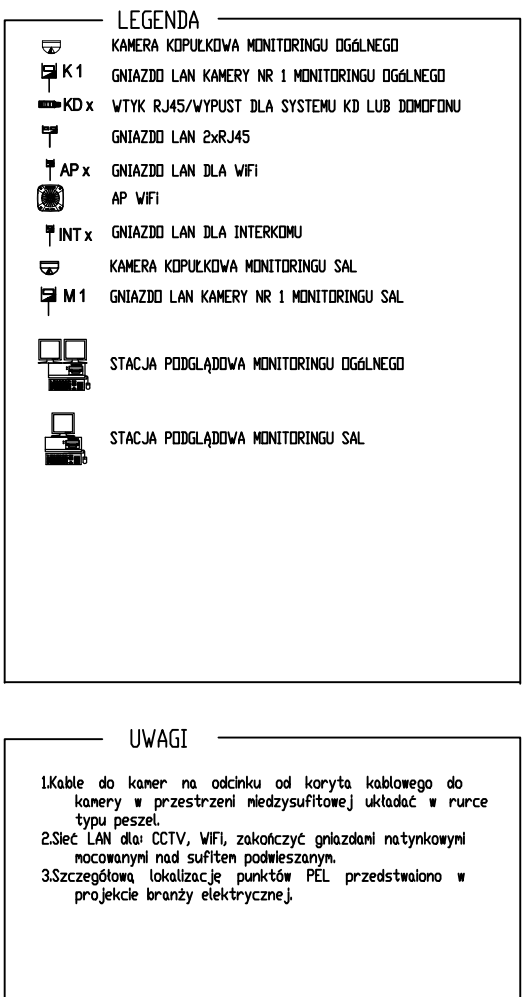 LEGENDA
KAMERA KOPUŁKOWA MONITORINGU OGÓLNEGO
K1 GNIAZDO LAN KAMERY NR 1 MONITORINGU OGÓLNEGO
KD x WTYK RJ45/WYPUST DLA SYSTEMU KD LUB DOMOFONU
GNIAZDO LAN 2xRJ45
AP x GNIAZDO LAN DLA WiFi
AP WiFi
INT x GNIAZDO LAN DLA INTERKOMU
KAMERA KOPUŁKOWA MONITORINGU SAL
M1 GNIAZDO LAN KAMERY NR 1 MONITORINGU SAL
STACJA PODGLĄDOWA MONITORINGU OGÓLNEGO
STACJA PODGLĄDOWA MONITORINGU SAL
UWAGI
1.Kable do kamer na odcinku od koryta kablowego do
kamery w przestrzeni miedzysufitowej układać w rurce
typu peszel.
2.Sieć LAN dla: CCTV, WiFi, zakończyć gniazdami natynkowymi
mocowanymi nad sufitem podwieszanym.
3.Szczegółową lokalizację punktów PEL przedstwaiono w
projekcie branży elektrycznej.